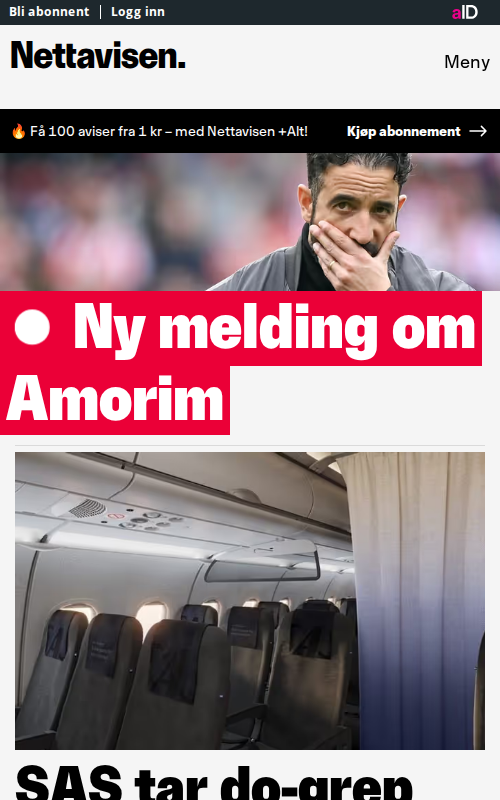 Bli abonnent | Logg inn
aID
Nettavisen.
Meny
🔥 Få 100 aviser fra 1 kr – med Nettavisen +Alt!
Kjøp abonnement →
Ny melding om
Amorim
SAS tar do-grep